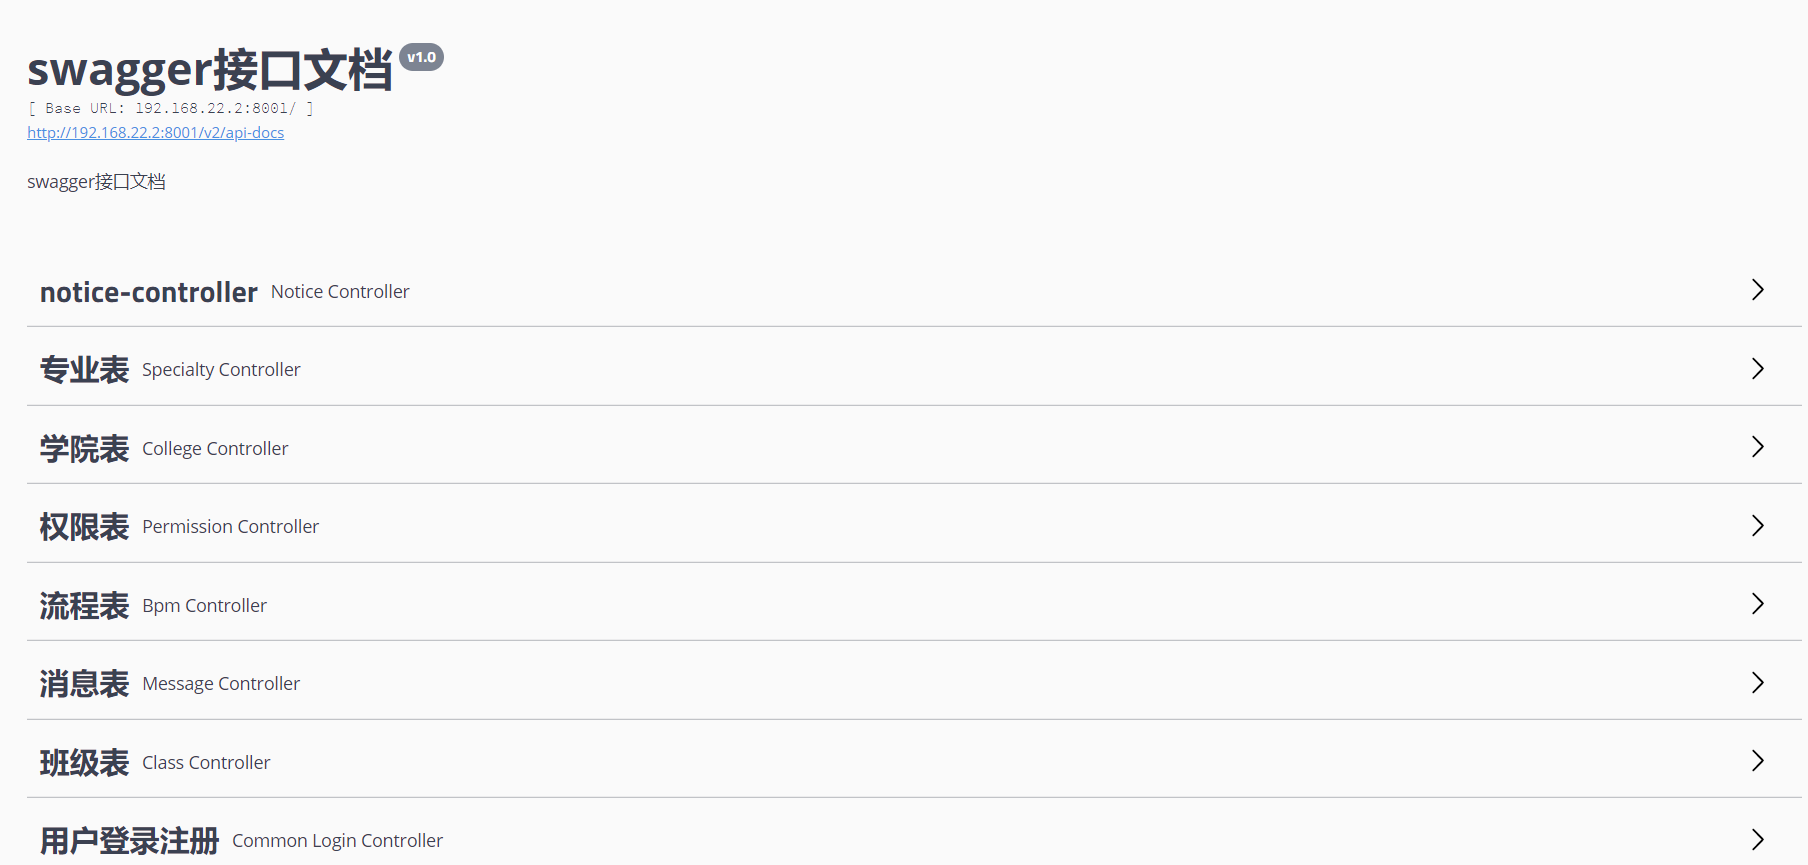 swagger接口文档 v1.0
[ Base URL: 192.168.22.2:8001/ ]
http://192.168.22.2:8001/v2/api-docs
swagger接口文档
notice-controller Notice Controller
专业表 Specialty Controller
学院表 College Controller
权限表 Permission Controller
流程表 Bpm Controller
消息表 Message Controller
班级表 Class Controller
用户登录注册 Common Login Controller